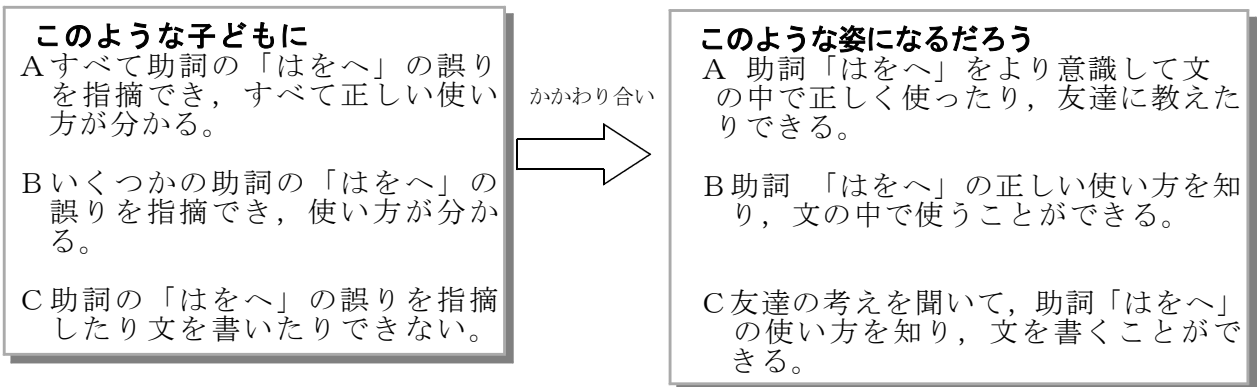 このような子どもに
Aすべて助詞の「はをへ」の誤り
を指摘でき，すべて正しい使い
方が分かる。
Bいくつかの助詞の「はをへ」の
誤りを指摘でき，使い方が分か
る。
C助詞の「はをへ」の誤りを指摘
したり文を書いたりできない。
かかわり合い
このような姿になるだろう
A 助詞「はをへ」をより意識して文
の中で正しく使ったり，友達に教えた
りできる。
B助詞 「はをへ」の正しい使い方を知
り，文の中で使うことができる。
C友達の考えを聞いて，助詞「はをへ」
の使い方を知り，文を書くことがで
きる。